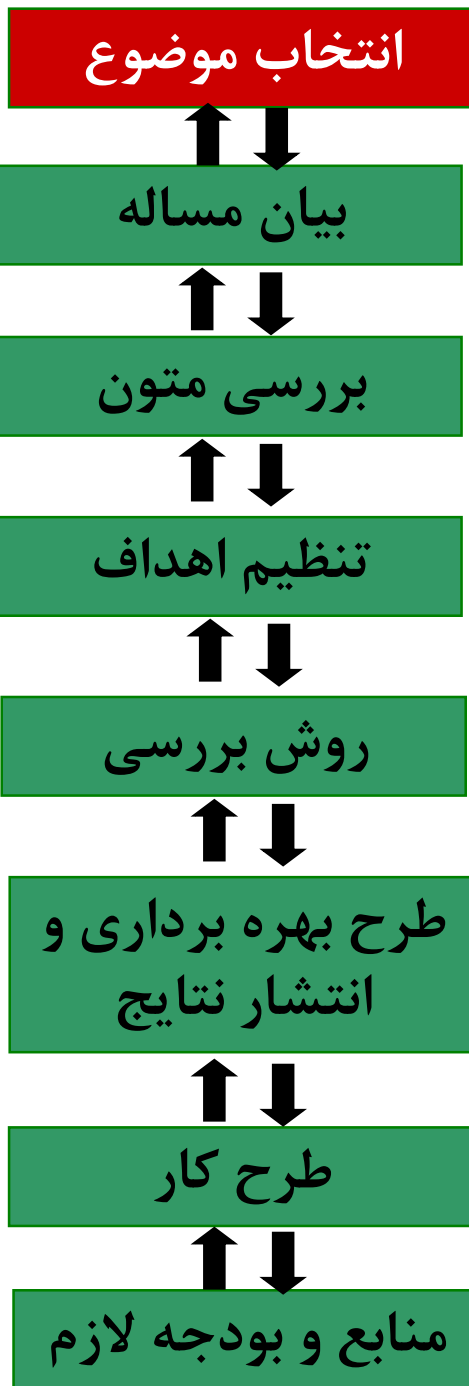 انتخاب موضوع
بیان مساله
بررسی متون
تنظیم اهداف
روش بررسی
طرح بهره برداری و
انتشار نتایج
طرح کار
منابع و بودجه لازم